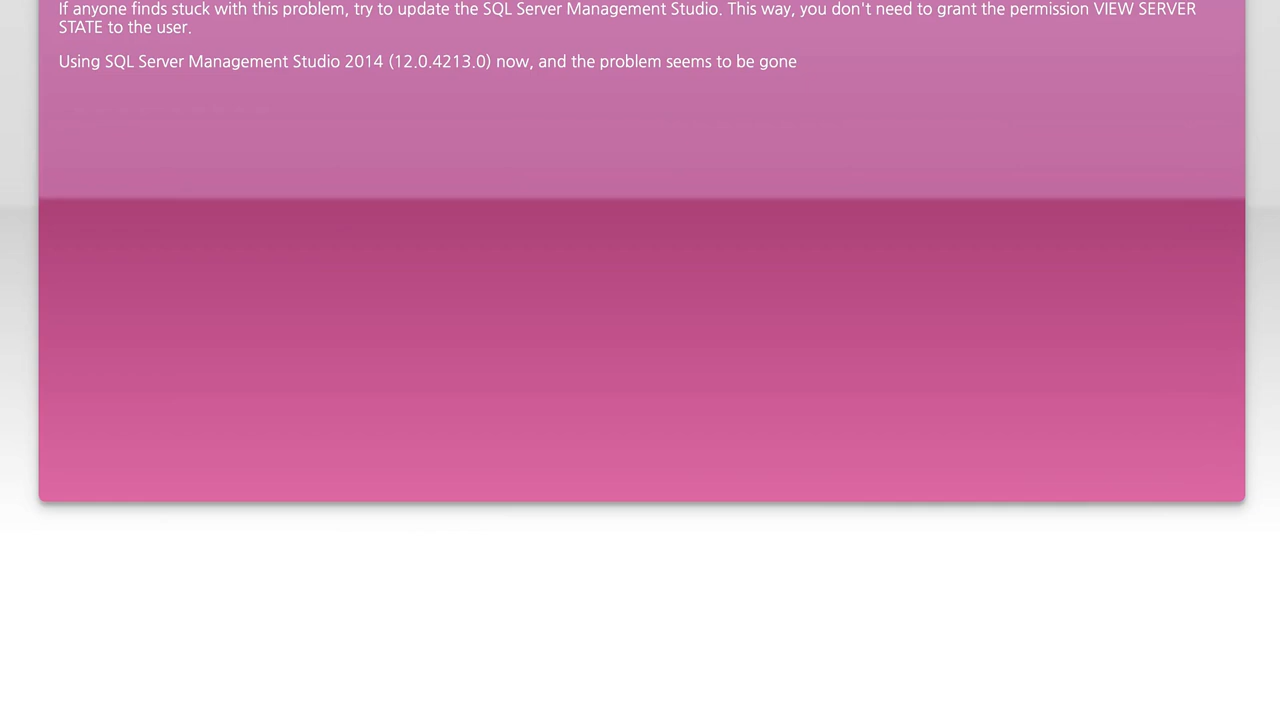 If anyone finds stuck with this problem, try to update the SQL Server Management Studio. This way, you don't need to grant the permission VIEW SERVER
STATE to the user.
Using SQL Server Management Studio 2014 (12.0.4213.0) now, and the problem seems to be gone